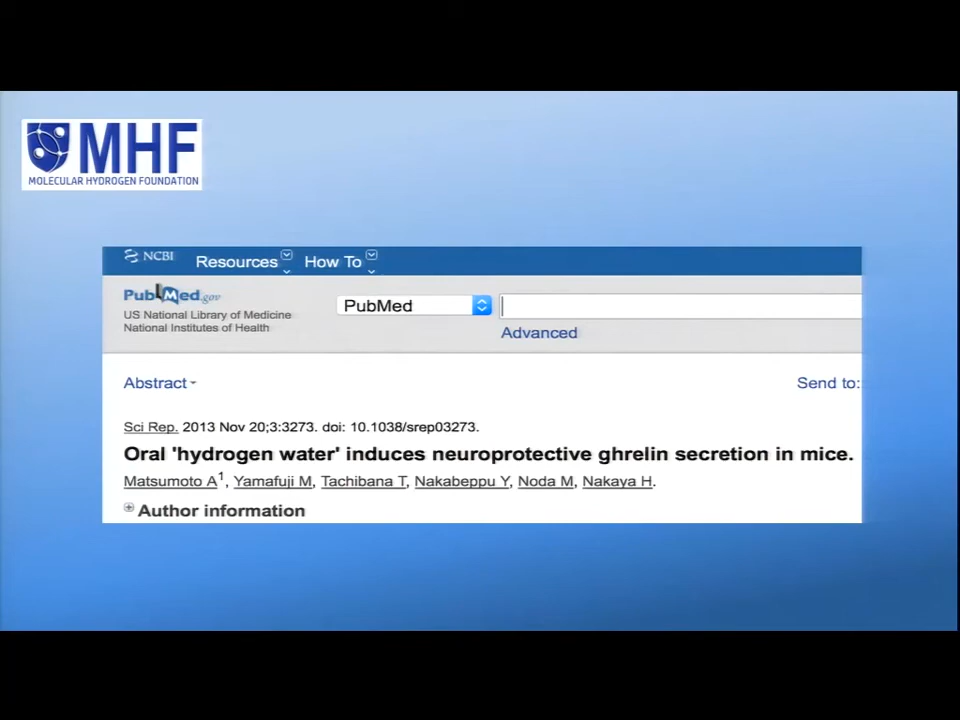 MHF
MOLECULAR HYDROGEN FOUNDATION
NCBI Resources How To
PubMed.gov
US National Library of Medicine
National Institutes of Health
PubMed
Advanced
Abstract Send to:
Sci Rep. 2013 Nov 20;3:3273. doi: 10.1038/srep03273.
Oral 'hydrogen water' induces neuroprotective ghrelin secretion in mice.
Matsumoto A1, Yamafuji M, Tachibana T, Nakabeppu Y, Noda M, Nakaya H.
Author information